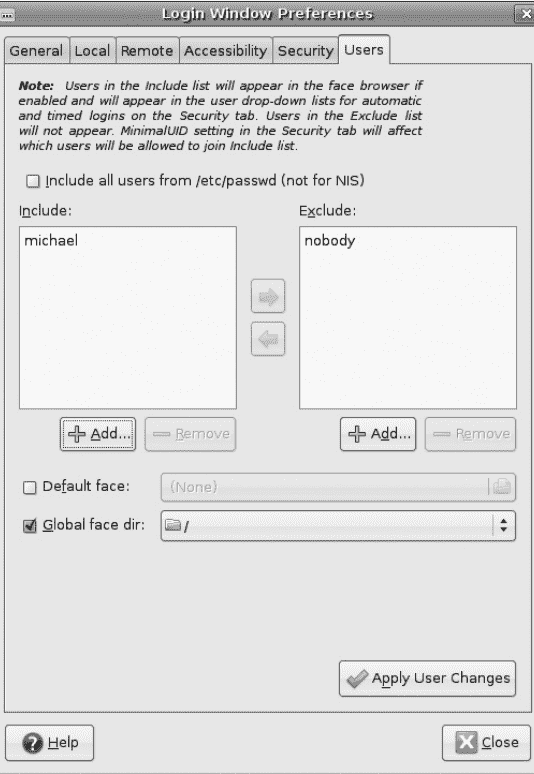 Login Window Preferences
General Local Remote Accessibility Security Users
Note: Users in the Include list will appear in the face browser if
enabled and will appear in the user drop-down lists for automatic
and timed logins on the Security tab. Users in the Exclude list
will not appear. MinimalUID setting in the Security tab will affect
which users will be allowed to join Include list.
Include all users from /etc/passwd (not for NIS)
Include: Exclude:
michael nobody
Add... Remove Add... Remove
Default face: (None)
Global face dir: /
Apply User Changes
Help Close